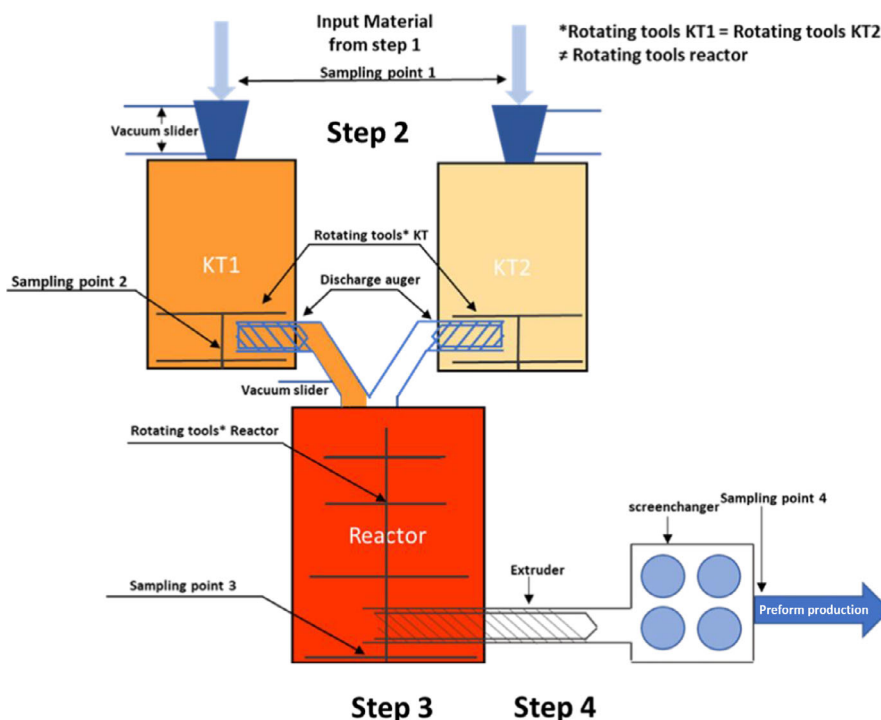 Input Material
from step 1
Sampling point 1
*Rotating tools KT1 = Rotating tools KT2
≠ Rotating tools reactor
Vacuum slider
Step 2
Rotating tools* KT
KT1
KT2
Sampling point 2
Discharge auger
Vacuum slider
Rotating tools* Reactor
Sampling point 4
screenchanger
Reactor
Extruder
Sampling point 3
Preform production
Step 3
Step 4